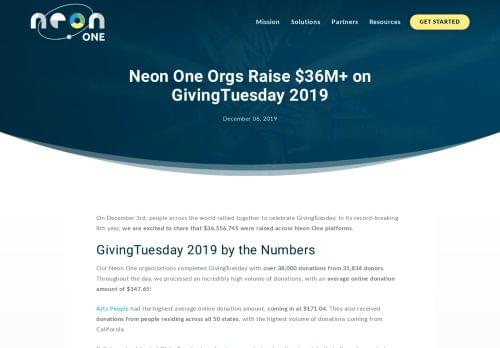 neon ONE
Mission Solutions Partners Resources GET STARTED
Neon One Orgs Raise $36M+ on
GivingTuesday 2019
December 06, 2019
On December 3rd, people across the world rallied together to celebrate GivingTuesday. In its record-breaking
8th year, we are excited to share that $36,556,745 were raised across Neon One platforms.
GivingTuesday 2019 by the Numbers
Our Neon One organizations completed GivingTuesday with over 38,000 donations from 31,834 donors.
Throughout the day, we processed an incredibly high volume of donations, with an average online donation
amount of $147.65!
Arts People had the highest average online donation amount, coming in at $171.04. They also received
donations from people residing across all 50 states, with the highest volume of donations coming from
California.